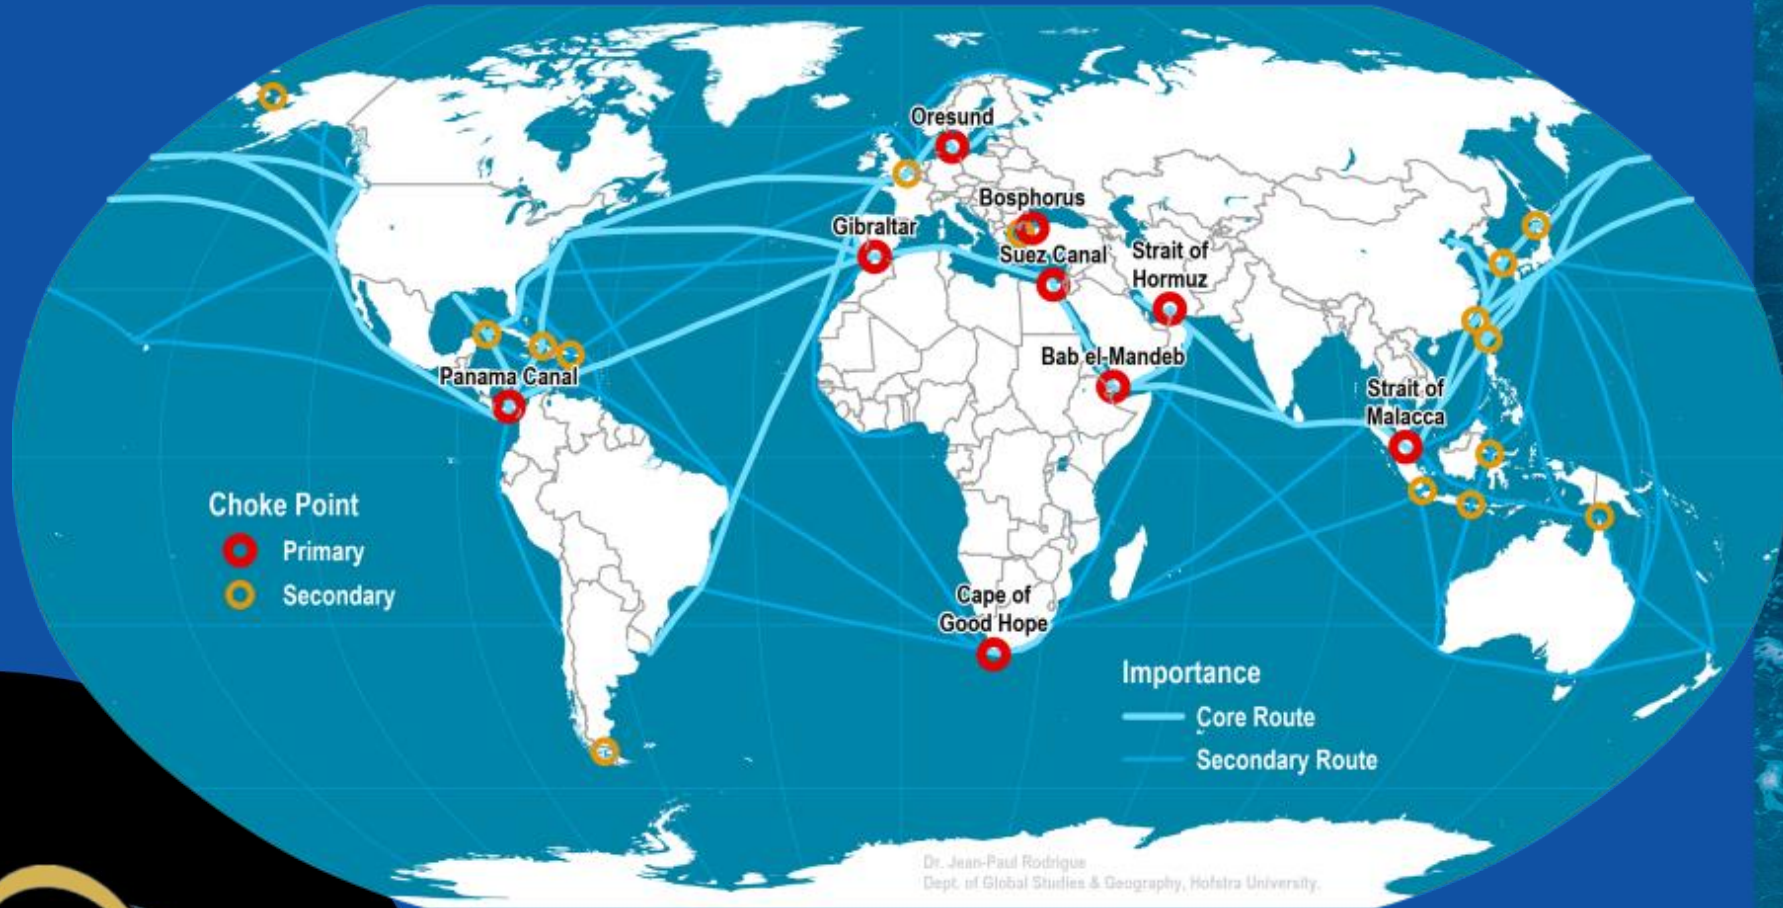 Oresund
Bosphorus
Gibraltar
Suez Canal
Strait of
Hormuz
Bab el-Mandeb
Panama Canal
Strait of
Malacca
Choke Point
Primary
Secondary
Cape of
Good Hope
Importance
Core Route
Secondary Route
Dr. Jean-Paul Rodrigue
Dept. of Global Studies & Geography, Hofstra University.